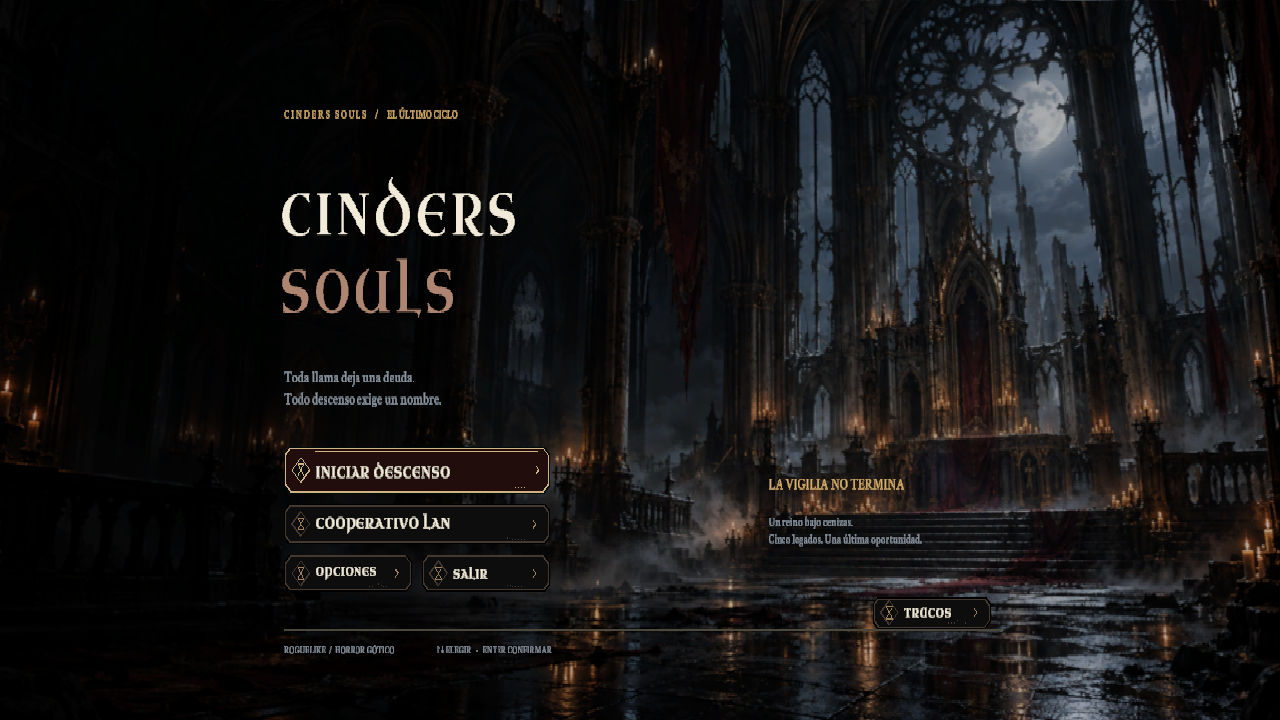 CINDERS SOULS / EL ÚLTIMO CICLO
CINDERS
SOULS
Toda llama deja una deuda.
Todo descenso exige un nombre.
INICIAR DESCENSO
COOPERATIVO LAN
OPCIONES
SALIR
LA VIGILIA NO TERMINA
Un reino bajo cenizas.
Cinco legados. Una última oportunidad.
TRUCOS
ROGUELIKE / HORROR GÓTICO
ELEGIR · ENTER CONFIRMAR